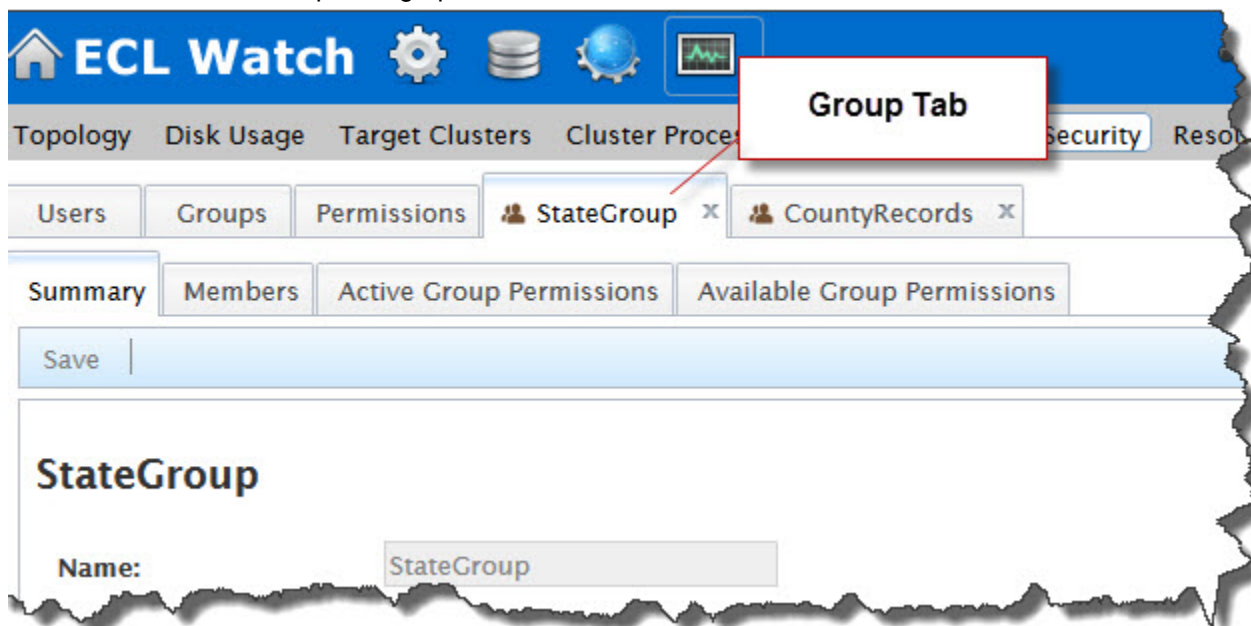 ECL Watch
Group Tab
Topology Disk Usage Target Clusters Cluster Security
Users Groups Permissions StateGroup x CountyRecords x
Summary Members Active Group Permissions Available Group Permissions
Save
StateGroup
Name: StateGroup